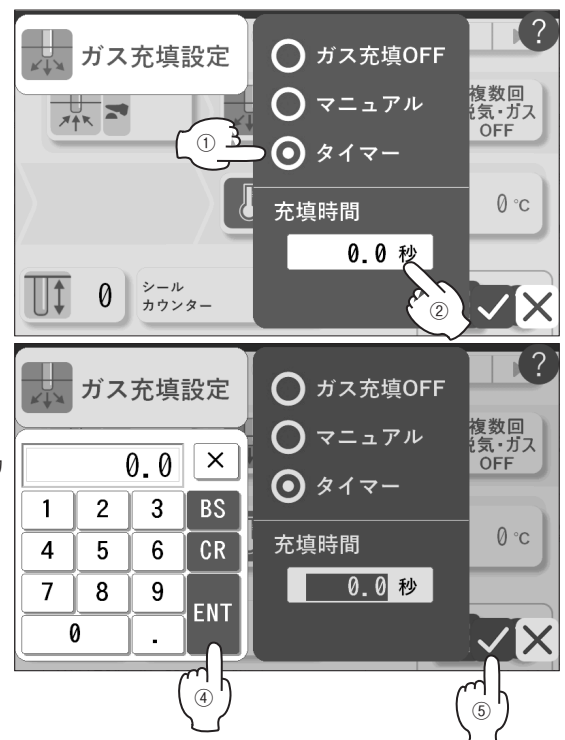 ガス充填設定
ガス充填OFF
マニュアル
タイマー
①
充填時間
0.0 秒
②
?
複数回
気・ガス
OFF
0 ℃
0
シール
カウンター
ガス充填設定
ガス充填OFF
マニュアル
タイマー
充填時間
0.0 秒
0.0 ×
1 2 3 BS
4 5 6 CR
7 8 9 ENT
0 .
④
?
複数回
気・ガス
OFF
0 ℃
⑤